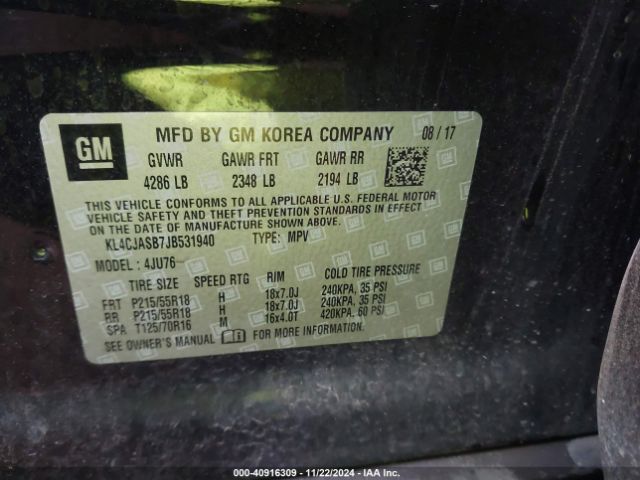 GM
MFD BY GM KOREA COMPANY 08 / 17
GVWR GAWR FRT GAWR RR
4286 LB 2348 LB 2194 LB
THIS VEHICLE CONFORMS TO ALL APPLICABLE U.S. FEDERAL MOTOR
VEHICLE SAFETY AND THEFT PREVENTION STANDARDS IN EFFECT
ON THE DATE OF MANUFACTURE SHOWN ABOVE.
KL4CJASB7JB531940 TYPE: MPV
MODEL: 4JU76
TIRE SIZE SPEED RTG RIM COLD TIRE PRESSURE
FRT P215/55R18 H 18x7.0J 240KPA, 35 PSI
RR P215/55R18 H 18x7.0J 240KPA, 35 PSI
SPA T125/70R16 M 16x4.0T 420KPA, 60 PSI
SEE OWNER'S MANUAL FOR MORE INFORMATION.
000-40916309 - 11/22/2024 - IAA Inc.